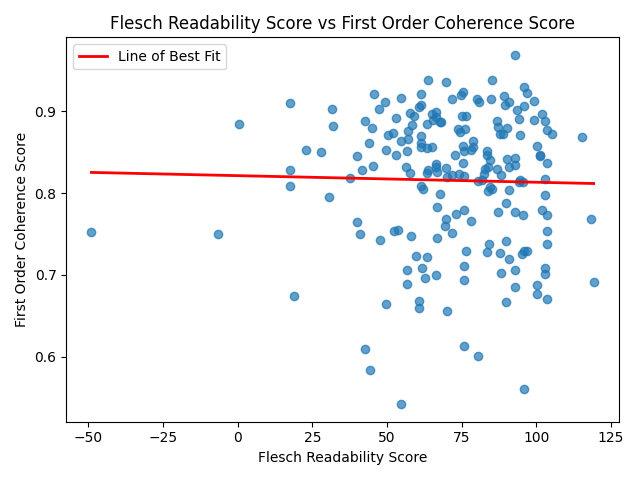 Flesch Readability Score vs First Order Coherence Score
Line of Best Fit
First Order Coherence Score
0.9
0.8
0.7
0.6
−50 −25 0 25 50 75 100 125
Flesch Readability Score